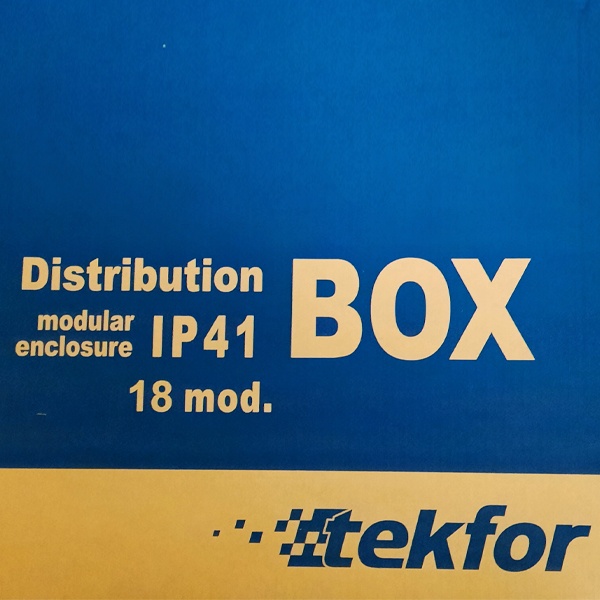 Distribution BOX
modular
enclosure IP41
18 mod.
tekfor